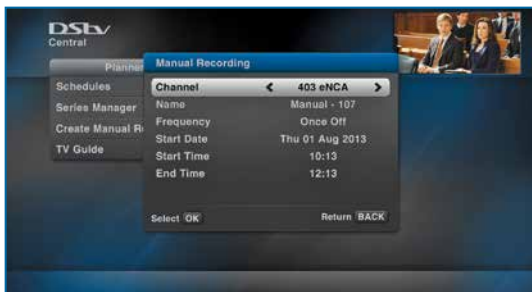 DStv
Central
Planner
Manual Recording
Schedules
Series Manager
Create Manual R
TV Guide
Channel < 403 eNCA >
Name Manual - 107
Frequency Once Off
Start Date Thu 01 Aug 2013
Start Time 10:13
End Time 12:13
Select OK Return BACK